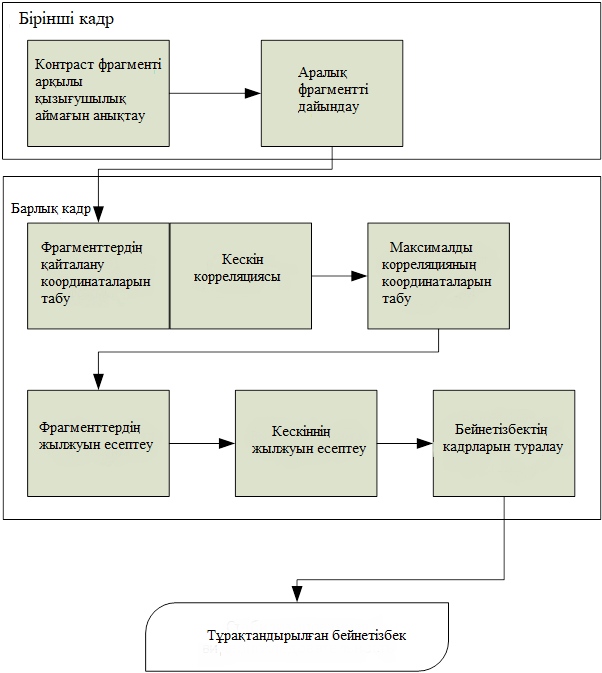 Бірінші кадр
Контраст фрагменті
арқылы
қызығушылық
аймағын анықтау
Аралық
фрагментті
дайындау
Барлық кадр
Фрагменттердің
қайталану
координаталарын
табу
Кескін
корреляциясы
Максималды
корреляцияның
координаталарын
табу
Фрагменттердің
жылжуын есептеу
Кескіннің
жылжуын есептеу
Бейнетізбектің
кадрларын туралау
Тұрақтандырылған бейнетізбек